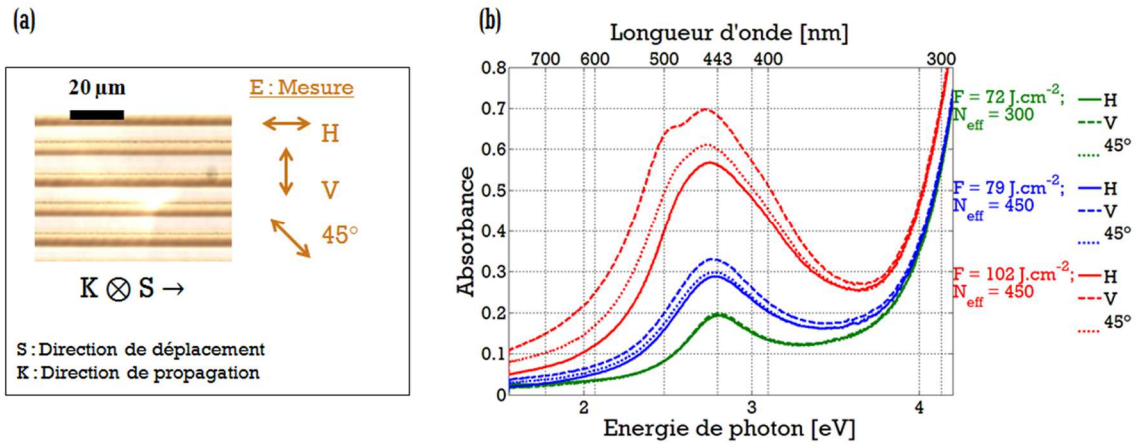 (a)
20 µm
E : Mesure
H
V
45°
K ⊗ S →
S : Direction de déplacement
K : Direction de propagation
(b)
Longueur d'onde [nm]
700 600 500 443 400 300
Absorbance
0.8
0.7
0.6
0.5
0.4
0.3
0.2
0.1
0
2 3 4
Energie de photon [eV]
F = 72 J.cm⁻²;
N_eff = 300
H
V
45°
F = 79 J.cm⁻²;
N_eff = 450
H
V
45°
F = 102 J.cm⁻²;
N_eff = 450
H
V
45°